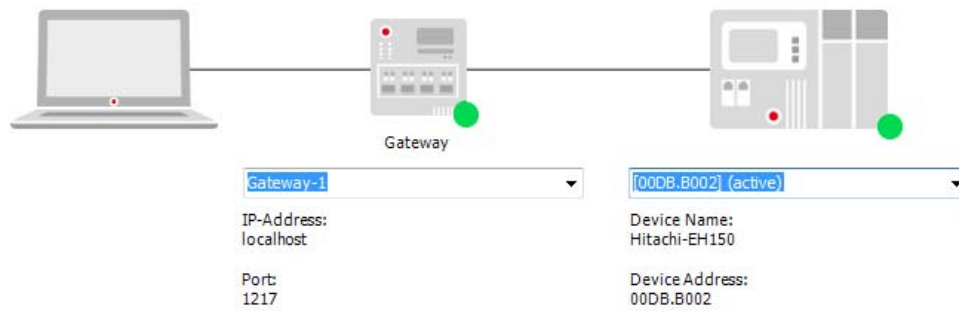 Gateway
Gateway-1
[00DB.B002] (active)
IP-Address:
localhost
Device Name:
Hitachi-EH150
Port:
1217
Device Address:
00DB.B002